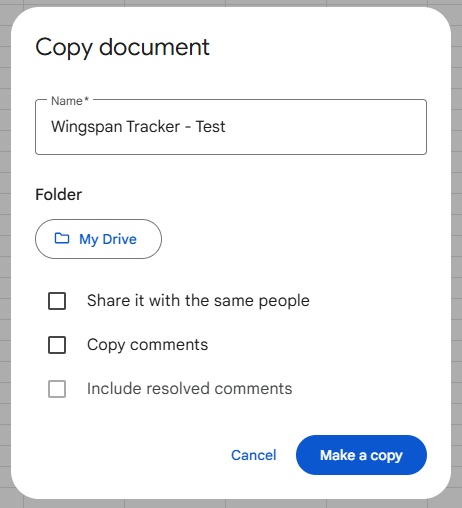 Copy document
Name*
Wingspan Tracker - Test
Folder
My Drive
Share it with the same people
Copy comments
Include resolved comments
Cancel
Make a copy